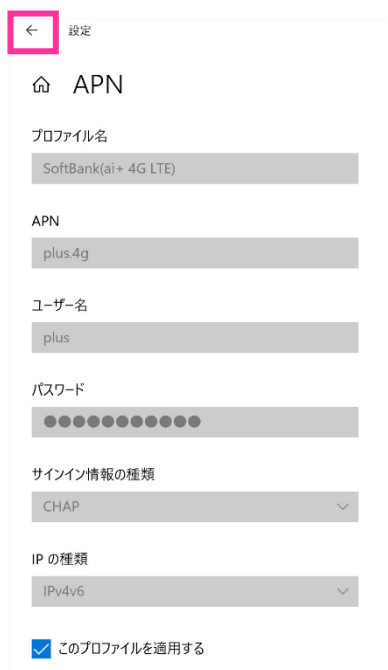 ← 設定
APN
プロファイル名
SoftBank(ai+ 4G LTE)
APN
plus.4g
ユーザー名
plus
パスワード
●●●●●●●●●●●
サインイン情報の種類
CHAP
IP の種類
IPv4v6
このプロファイルを適用する